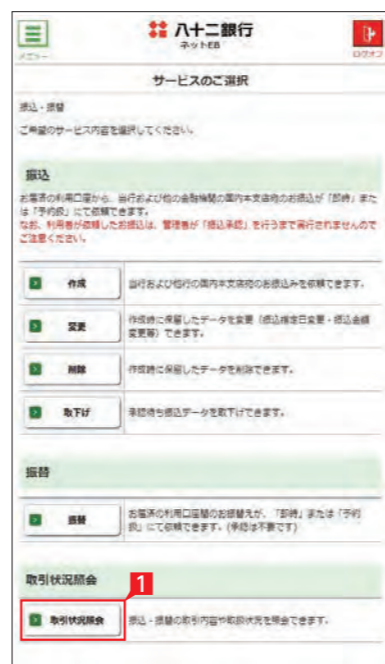 八十二銀行
ネットEB
メニュー
ログオフ
サービスのご選択
振込・振替
ご希望のサービス内容を選択してください。
振込
お届済の利用口座から、当行および他の金融機関の国内本支店宛のお振込が「即時」また
は「予約扱」にて依頼できます。
なお、利用者が依頼したお振込は、管理者が「振込承認」を行うまで実行されませんので
ご注意ください。
作成
当行および他行の国内本支店宛のお振込みを依頼できます。
変更
作成時に保留したデータを変更（振込指定日変更・振込金額
変更等）できます。
削除
作成時に保留したデータを削除できます。
取下げ
承認待ち振込データを取下げできます。
振替
振替
お届済の利用口座間のお振替えが、「即時」または「予約
扱」にて依頼できます。(承認は不要です)
取引状況照会
1
取引状況照会
振込・振替の取引内容や取扱状況を照会できます。